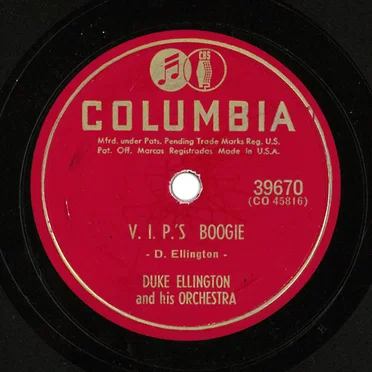 CBS
COLUMBIA
Mfrd. under Pats. Pending Trade Marks Reg. U.S.
Pat. Off. Marcas Registradas Made in U.S.A.
39670
(CO 45816)
V. I. P.'S BOOGIE
- D. Ellington -
DUKE ELLINGTON
and his ORCHESTRA
H